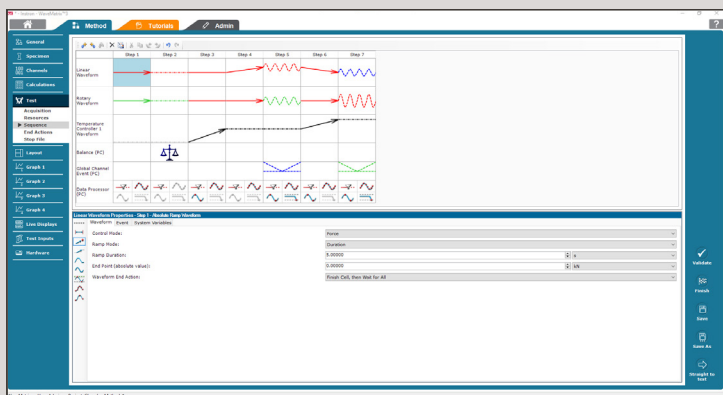 Method
Tutorials
Admin
?
General
Specimen
Channels
Calculations
Test
Acquisition
Resources
Sequence
End Actions
Stop File
Layout
Graph 1
Graph 2
Graph 3
Graph 4
Live Displays
Test Inputs
Hardware
Step 1 Step 2 Step 3 Step 4 Step 5 Step 6 Step 7
Linear
Waveform
Rotary
Waveform
Temperature
Controller 1
Waveform
Balance (PC)
Global Channel
Event (PC)
Data Processor
(PC)
Linear Waveform Properties - Step 1 - Absolute Ramp Waveform
Waveform Event System Variables
Control Mode: Force
Ramp Mode: Duration
Ramp Duration: 5.00000 s
End Point (absolute value): 0.00000 kN
Waveform End Action: Finish Cell, then Wait for All
Validate
Finish
Save
Save As
Straight to
Test